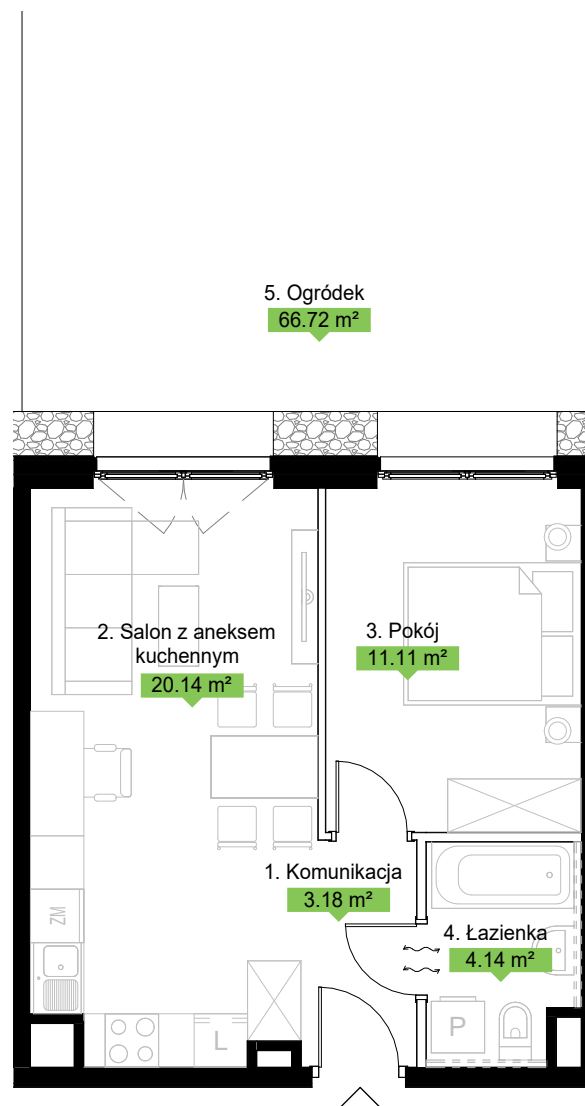 5. Ogródek
66.72 m²
2. Salon z aneksem
kuchennym
20.14 m²
3. Pokój
11.11 m²
1. Komunikacja
3.18 m²
4. Łazienka
4.14 m²
ZM
L
P